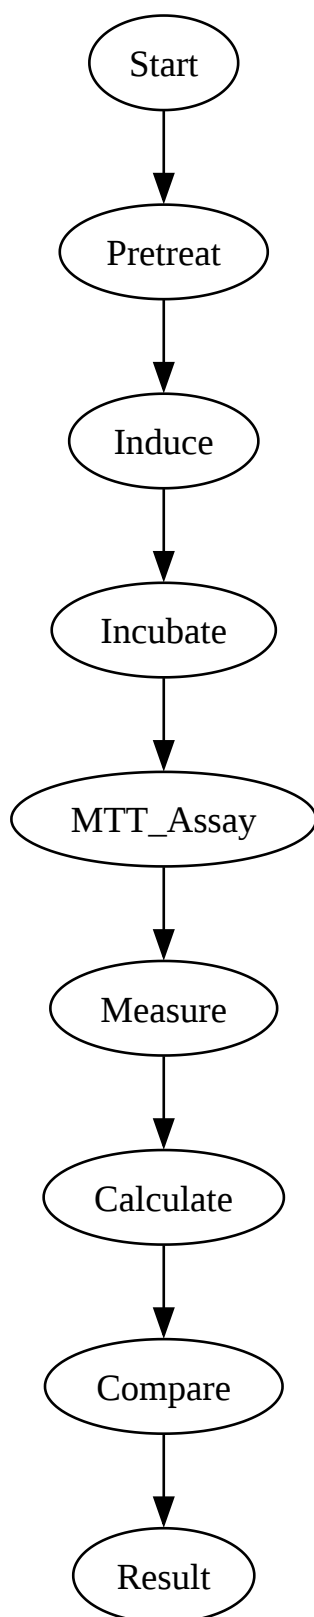 Start
Pretreat
Induce
Incubate
MTT_Assay
Measure
Calculate
Compare
Result